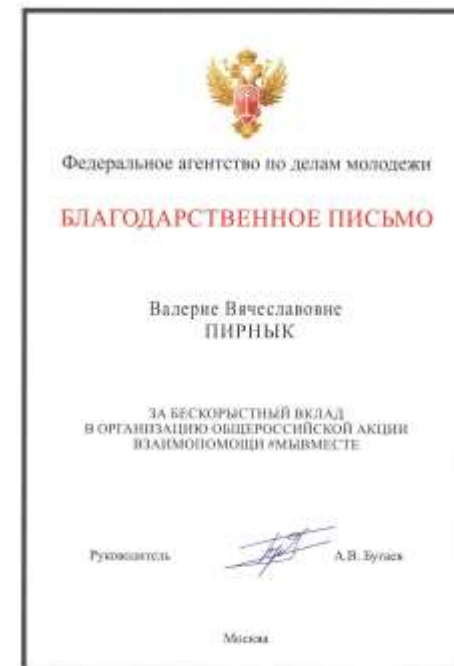 Федеральное агентство по делам молодежи
БЛАГОДАРСТВЕННОЕ ПИСЬМО
Валерие Вячеславовне
ПИРНЫК
ЗА БЕСКОРЫСТНЫЙ ВКЛАД
В ОРГАНИЗАЦИЮ ОБЩЕРОССИЙСКОЙ АКЦИИ
ВЗАИМОПОМОЩИ #МЫВМЕСТЕ
Руководитель А.В. Бугаев
Москва